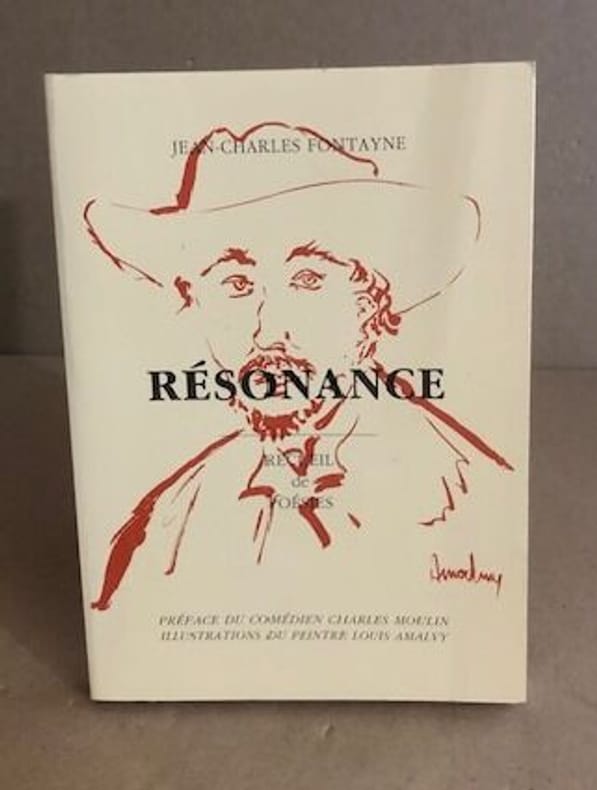 JEAN-CHARLES FONTAYNE
RÉSONANCE
RECUEIL
de
POÉSIES
Amalvy
PRÉFACE DU COMÉDIEN CHARLES MOULIN
ILLUSTRATIONS DU PEINTRE LOUIS AMALVY